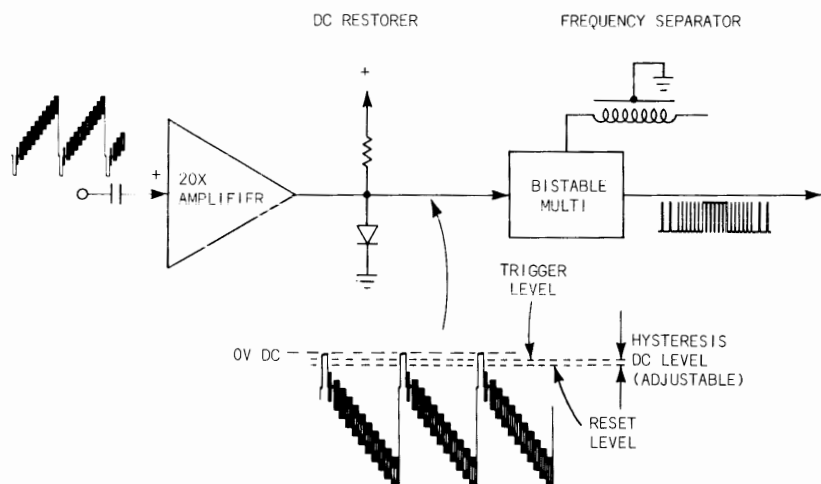 DC RESTORER
FREQUENCY SEPARATOR
+
+
20X
AMPLIFIER
BISTABLE
MULTI
TRIGGER
LEVEL
0V DC
HYSTERESIS
DC LEVEL
(ADJUSTABLE)
RESET
LEVEL